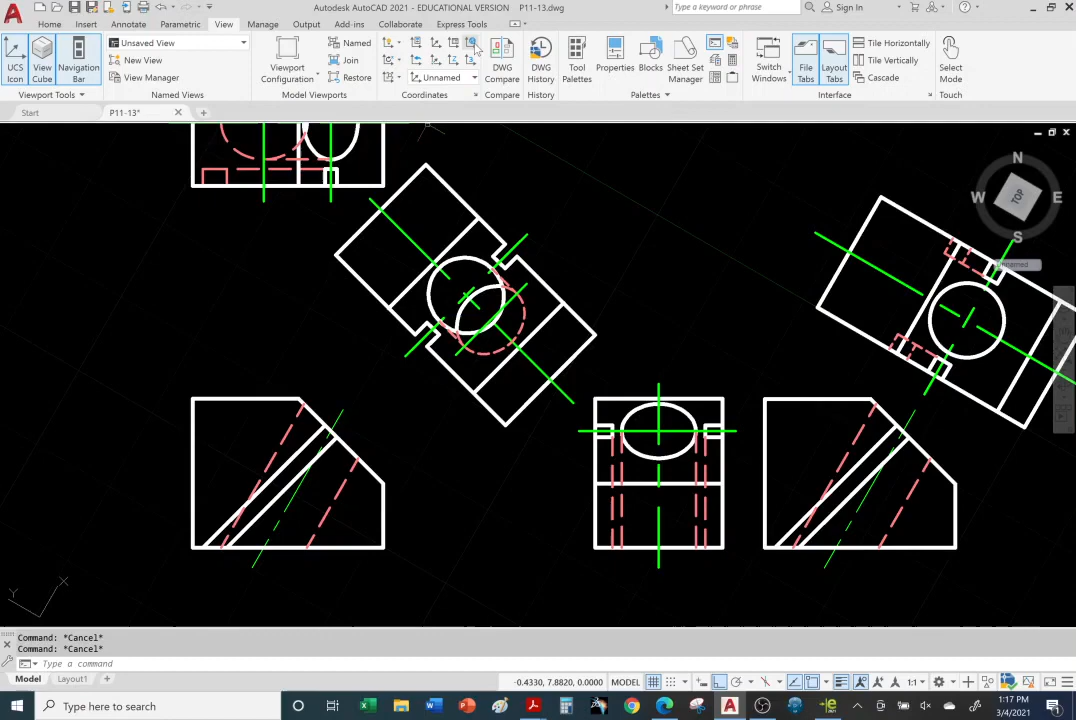 Autodesk AutoCAD 2021 - EDUCATIONAL VERSION P11-13.dwg
Type a keyword or phrase
Sign In
Home Insert Annotate Parametric View Manage Output Add-ins Collaborate Express Tools
UCS Icon
View Cube
Navigation Bar
Viewport Tools
Unsaved View
New View
View Manager
Named Views
Viewport Configuration
Named
Join
Restore
Model Viewports
Unnamed
Coordinates
DWG Compare
Compare
DWG History
History
Tool Palettes
Properties
Blocks
Sheet Set Manager
Palettes
Switch Windows
File Tabs
Layout Tabs
Tile Horizontally
Tile Vertically
Cascade
Interface
Select Mode
Touch
Start P11-13*
N
W TOP E
S
Unnamed
X
Y
Command: *Cancel*
Command: *Cancel*
Type a command
Model Layout1 +
-0.4330, 7.8820, 0.0000 MODEL 1:1
Type here to search
1:17 PM
3/4/2021